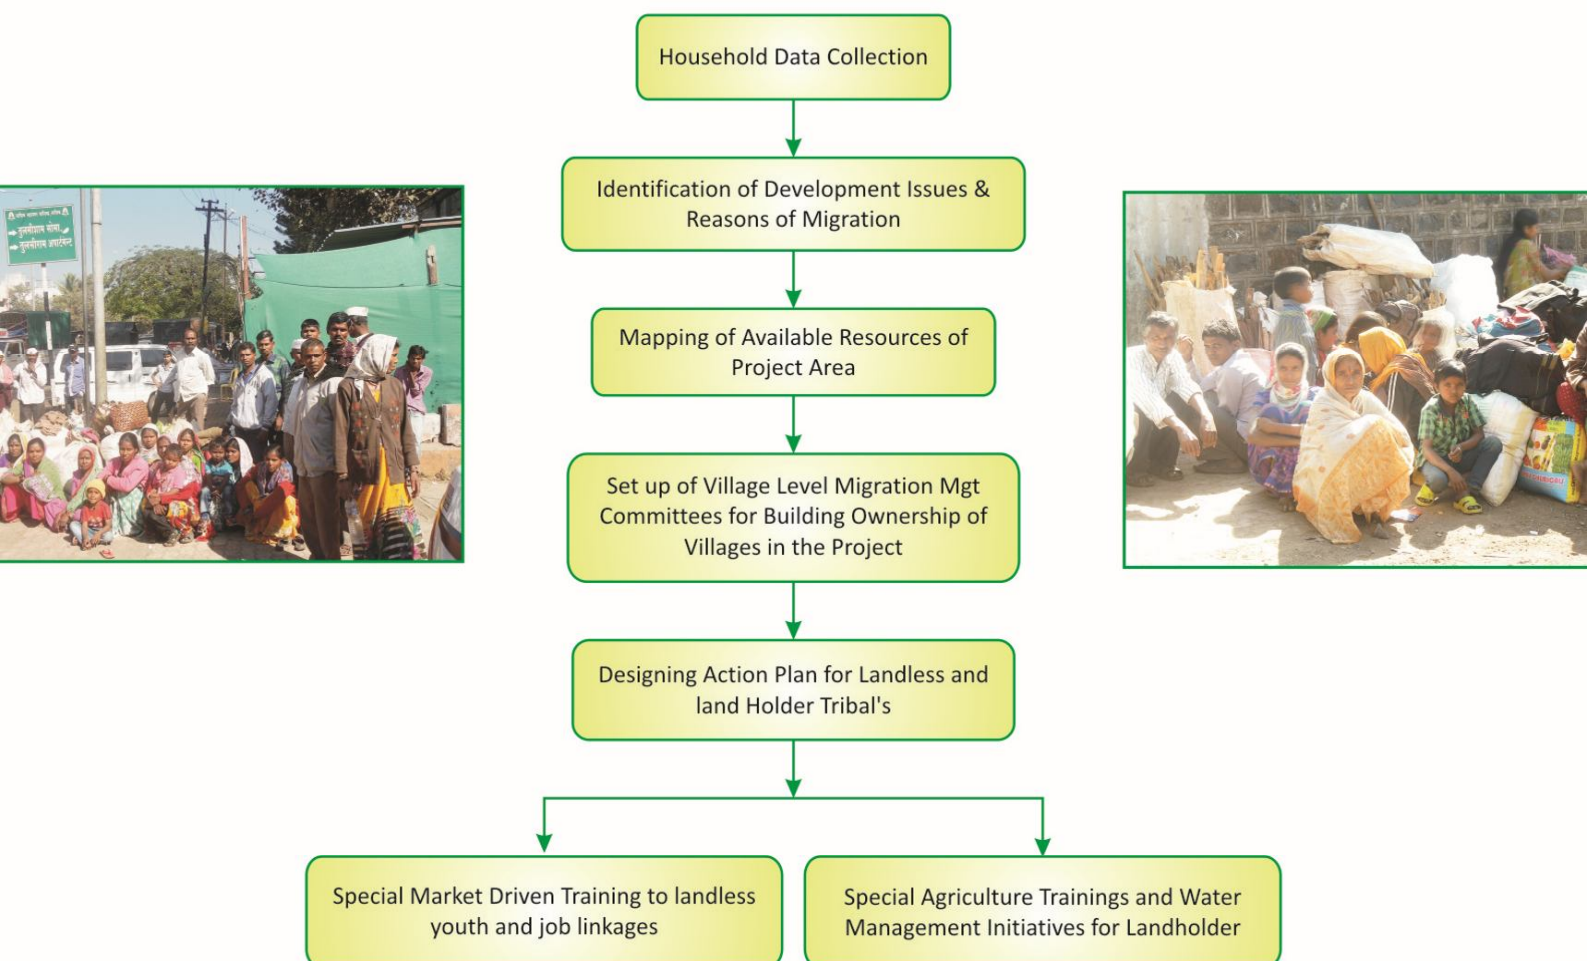 Household Data Collection
Identification of Development Issues &
Reasons of Migration
तुलसीराम अपार्टमेन्ट
Mapping of Available Resources of
Project Area
Set up of Village Level Migration Mgt
Committees for Building Ownership of
Villages in the Project
Designing Action Plan for Landless and
land Holder Tribal's
Special Market Driven Training to landless
youth and job linkages
Special Agriculture Trainings and Water
Management Initiatives for Landholder